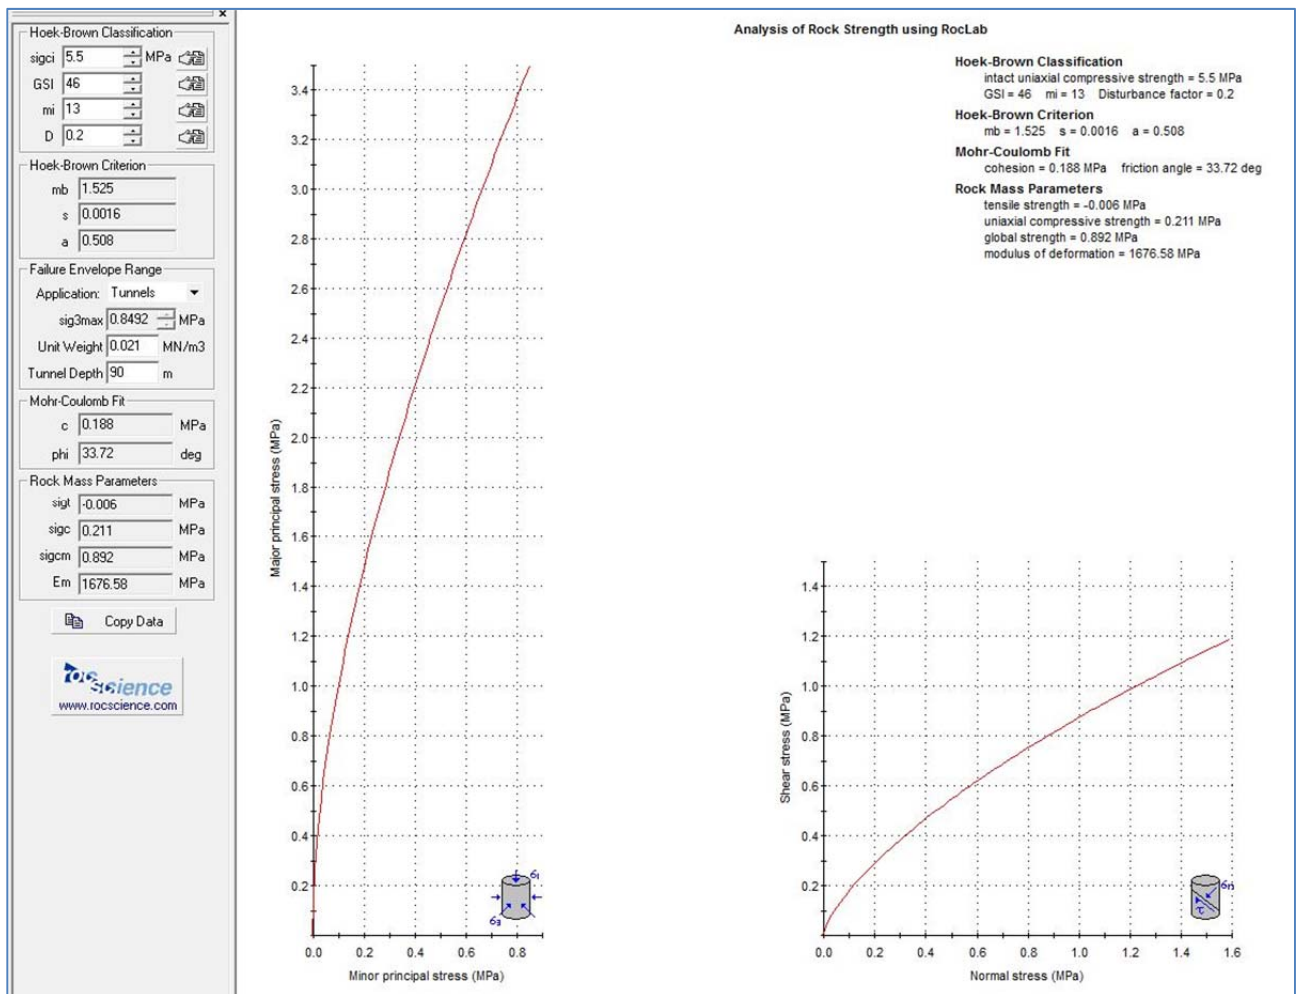 Hoek-Brown Classification
sigci 5.5 MPa
GSI 46
mi 13
D 0.2
Hoek-Brown Criterion
mb 1.525
s 0.0016
a 0.508
Failure Envelope Range
Application: Tunnels
sig3max 0.8492 MPa
Unit Weight 0.021 MN/m3
Tunnel Depth 90 m
Mohr-Coulomb Fit
c 0.188 MPa
phi 33.72 deg
Rock Mass Parameters
sigt -0.006 MPa
sigc 0.211 MPa
sigcm 0.892 MPa
Em 1676.58 MPa
Copy Data
rocscience
www.rocscience.com
Analysis of Rock Strength using RocLab
Hoek-Brown Classification
intact uniaxial compressive strength = 5.5 MPa
GSI = 46 mi = 13 Disturbance factor = 0.2
Hoek-Brown Criterion
mb = 1.525 s = 0.0016 a = 0.508
Mohr-Coulomb Fit
cohesion = 0.188 MPa friction angle = 33.72 deg
Rock Mass Parameters
tensile strength = -0.006 MPa
uniaxial compressive strength = 0.211 MPa
global strength = 0.892 MPa
modulus of deformation = 1676.58 MPa
Major principal stress (MPa)
3.4
3.2
3.0
2.8
2.6
2.4
2.2
2.0
1.8
1.6
1.4
1.2
1.0
0.8
0.6
0.4
0.2
0.0 0.2 0.4 0.6 0.8
Minor principal stress (MPa)
σ1
σ3
Shear stress (MPa)
1.4
1.2
1.0
0.8
0.6
0.4
0.2
0.0 0.2 0.4 0.6 0.8 1.0 1.2 1.4 1.6
Normal stress (MPa)
σn
τ